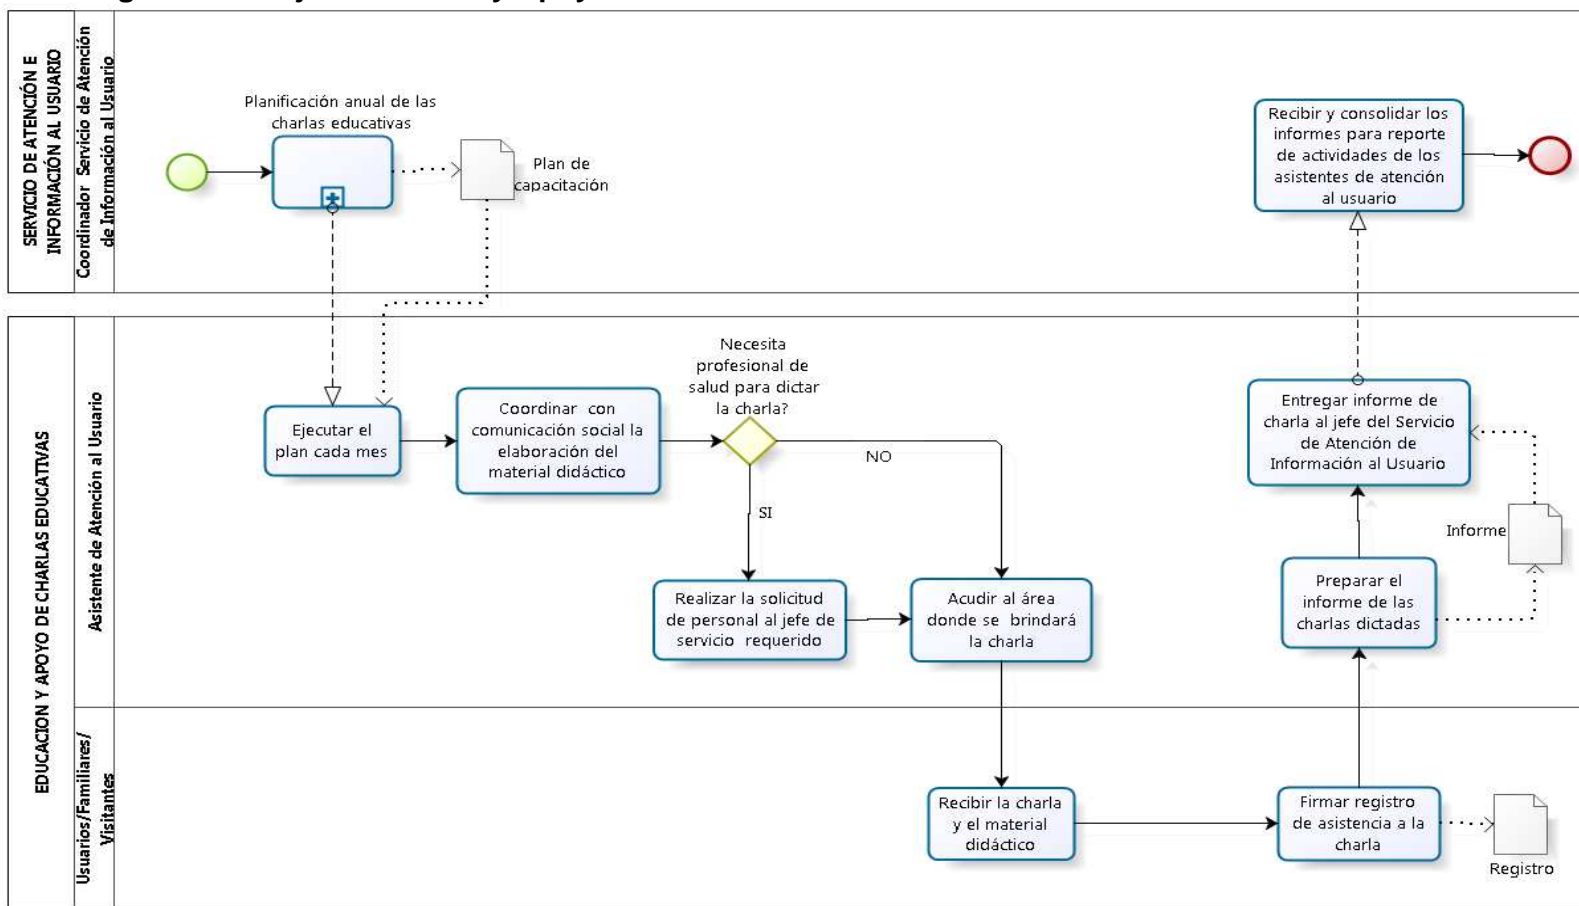 SERVICIO DE ATENCIÓN E
INFORMACIÓN AL USUARIO
Coordinador Servicio de Atención
de Información al Usuario
Planificación anual de las
charlas educativas
Plan de
capacitación
Recibir y consolidar los
informes para reporte
de actividades de los
asistentes de atención
al usuario
EDUCACION Y APOYO DE CHARLAS EDUCATIVAS
Asistente de Atención al Usuario
Ejecutar el
plan cada mes
Coordinar con
comunicación social la
elaboración del
material didáctico
Necesita
profesional de
salud para dictar
la charla?
NO
SI
Realizar la solicitud
de personal al jefe de
servicio requerido
Acudir al área
donde se brindará
la charla
Entregar informe de
charla al jefe del Servicio
de Atención de
Información al Usuario
Informe
Preparar el
informe de las
charlas dictadas
Usuarios/Familiares/
Visitantes
Recibir la charla
y el material
didáctico
Firmar registro
de asistencia a la
charla
Registro